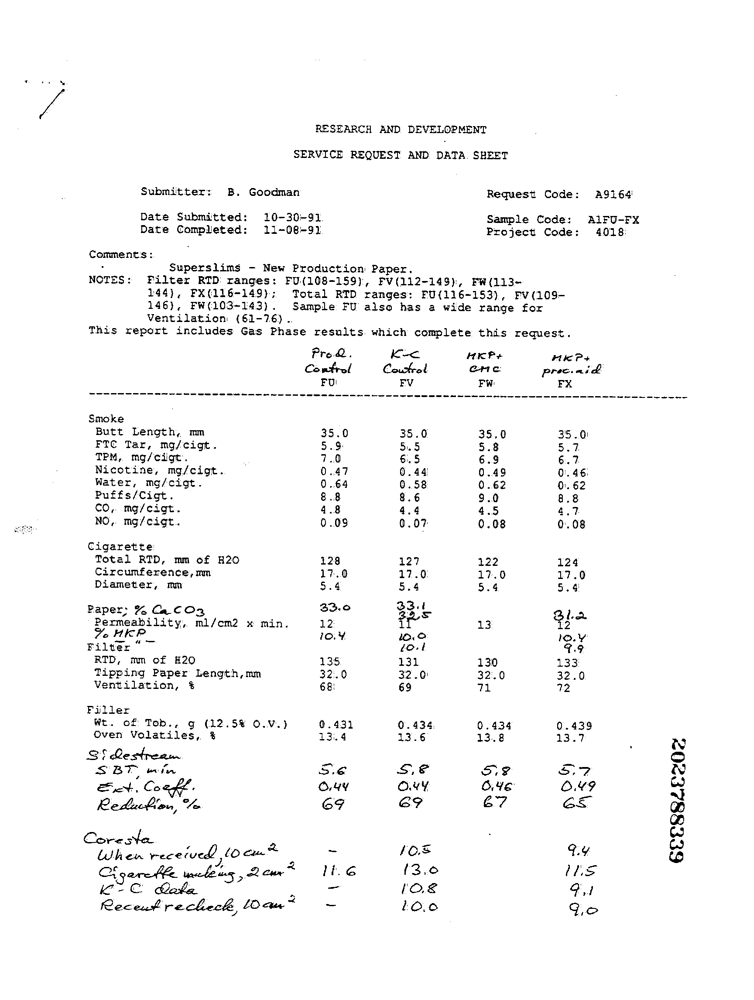 RESEARCH AND DEVELOPMENT
SERVICE REQUEST AND DATA SHEET
Submitter: B. Goodman Request Code: A9164
Date Submitted: 10-30-91 Sample Code: A1FU-FX
Date Completed: 11-08-91 Project Code: 4018
Comments:
Superslims - New Production Paper.
NOTES: Filter RTD ranges: FU(108-159), FV(112-149), FW(113-
144), FX(116-149); Total RTD ranges: FU(116-153), FV(109-
146), FW(103-143). Sample FU also has a wide range for
Ventilation (61-76).
This report includes Gas Phase results which complete this request.
Prod. K-C MKP+ MKP+
Control Control CMC proc.aid
FU FV FW FX
Smoke
Butt Length, mm 35.0 35.0 35.0 35.0
FTC Tar, mg/cigt. 5.9 5.5 5.8 5.7
TPM, mg/cigt. 7.0 6.5 6.9 6.7
Nicotine, mg/cigt. 0.47 0.44 0.49 0.46
Water, mg/cigt. 0.64 0.58 0.62 0.62
Puffs/Cigt. 8.8 8.6 9.0 8.8
CO, mg/cigt. 4.8 4.4 4.5 4.7
NO, mg/cigt. 0.09 0.07 0.08 0.08
Cigarette
Total RTD, mm of H2O 128 127 122 124
Circumference,mm 17.0 17.0 17.0 17.0
Diameter, mm 5.4 5.4 5.4 5.4
33.1
Paper; % CaCO3 33.0 32.5 31.2
Permeability, ml/cm2 x min. 12 11 13 12
% MKP 10.4 10.0 10.4
Filter " — 10.1 9.9
RTD, mm of H2O 135 131 130 133
Tipping Paper Length,mm 32.0 32.0 32.0 32.0
Ventilation, % 68 69 71 72
Filler
Wt. of Tob., g (12.5% O.V.) 0.431 0.434 0.434 0.439
Oven Volatiles, % 13.4 13.6 13.8 13.7
Sidestream
SBT, min 5.6 5.8 5.8 5.7
Ext. Coeff. 0.44 0.44 0.46 0.49
Reduction, % 69 69 67 65
Coresta
When received, 10 cm2 – 10.5 9.4
Cigarette making, 2 cm2 11.6 13.0 11.5
K-C data – 10.8 9.1
Recent recheck, 10 cm2 – 10.0 9.0
2023788339